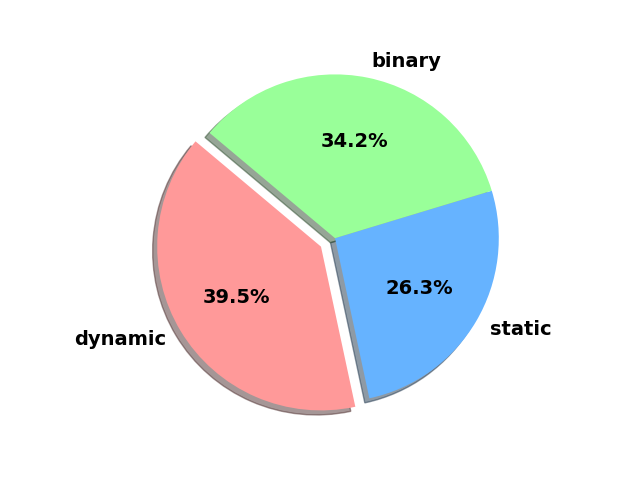 binary
34.2%
26.3%
39.5%
static
dynamic